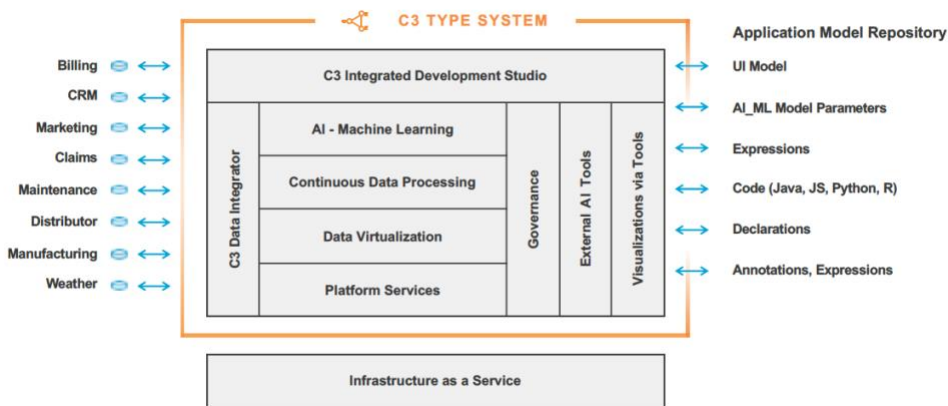 C3 TYPE SYSTEM
Application Model Repository
Billing
CRM
Marketing
Claims
Maintenance
Distributor
Manufacturing
Weather
C3 Integrated Development Studio
C3 Data Integrator
AI - Machine Learning
Continuous Data Processing
Data Virtualization
Platform Services
Governance
External AI Tools
Visualizations via Tools
UI Model
AI_ML Model Parameters
Expressions
Code (Java, JS, Python, R)
Declarations
Annotations, Expressions
Infrastructure as a Service